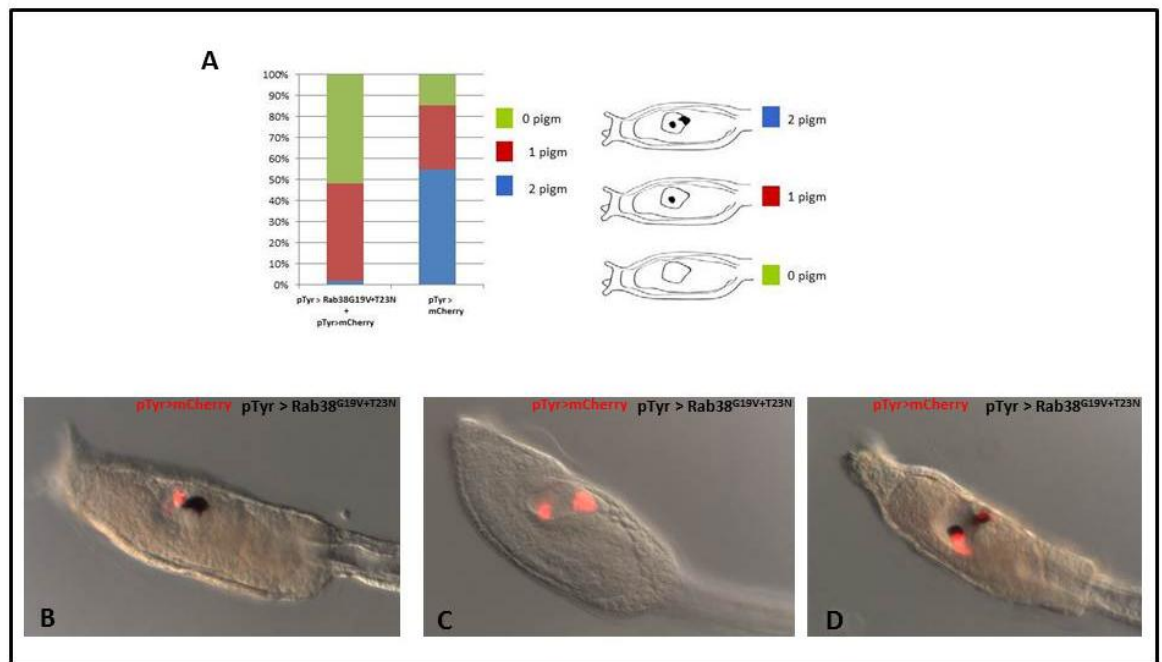 A
100%
90%
80%
70%
60%
50%
40%
30%
20%
10%
0%
pTyr > Rab38G19V+T23N
+
pTyr>mCherry
pTyr >
mCherry
0 pigm
1 pigm
2 pigm
2 pigm
1 pigm
0 pigm
pTyr>mCherry pTyr > Rab38G19V+T23N
B
pTyr>mCherry pTyr > Rab38G19V+T23N
C
pTyr>mCherry pTyr > Rab38G19V+T23N
D